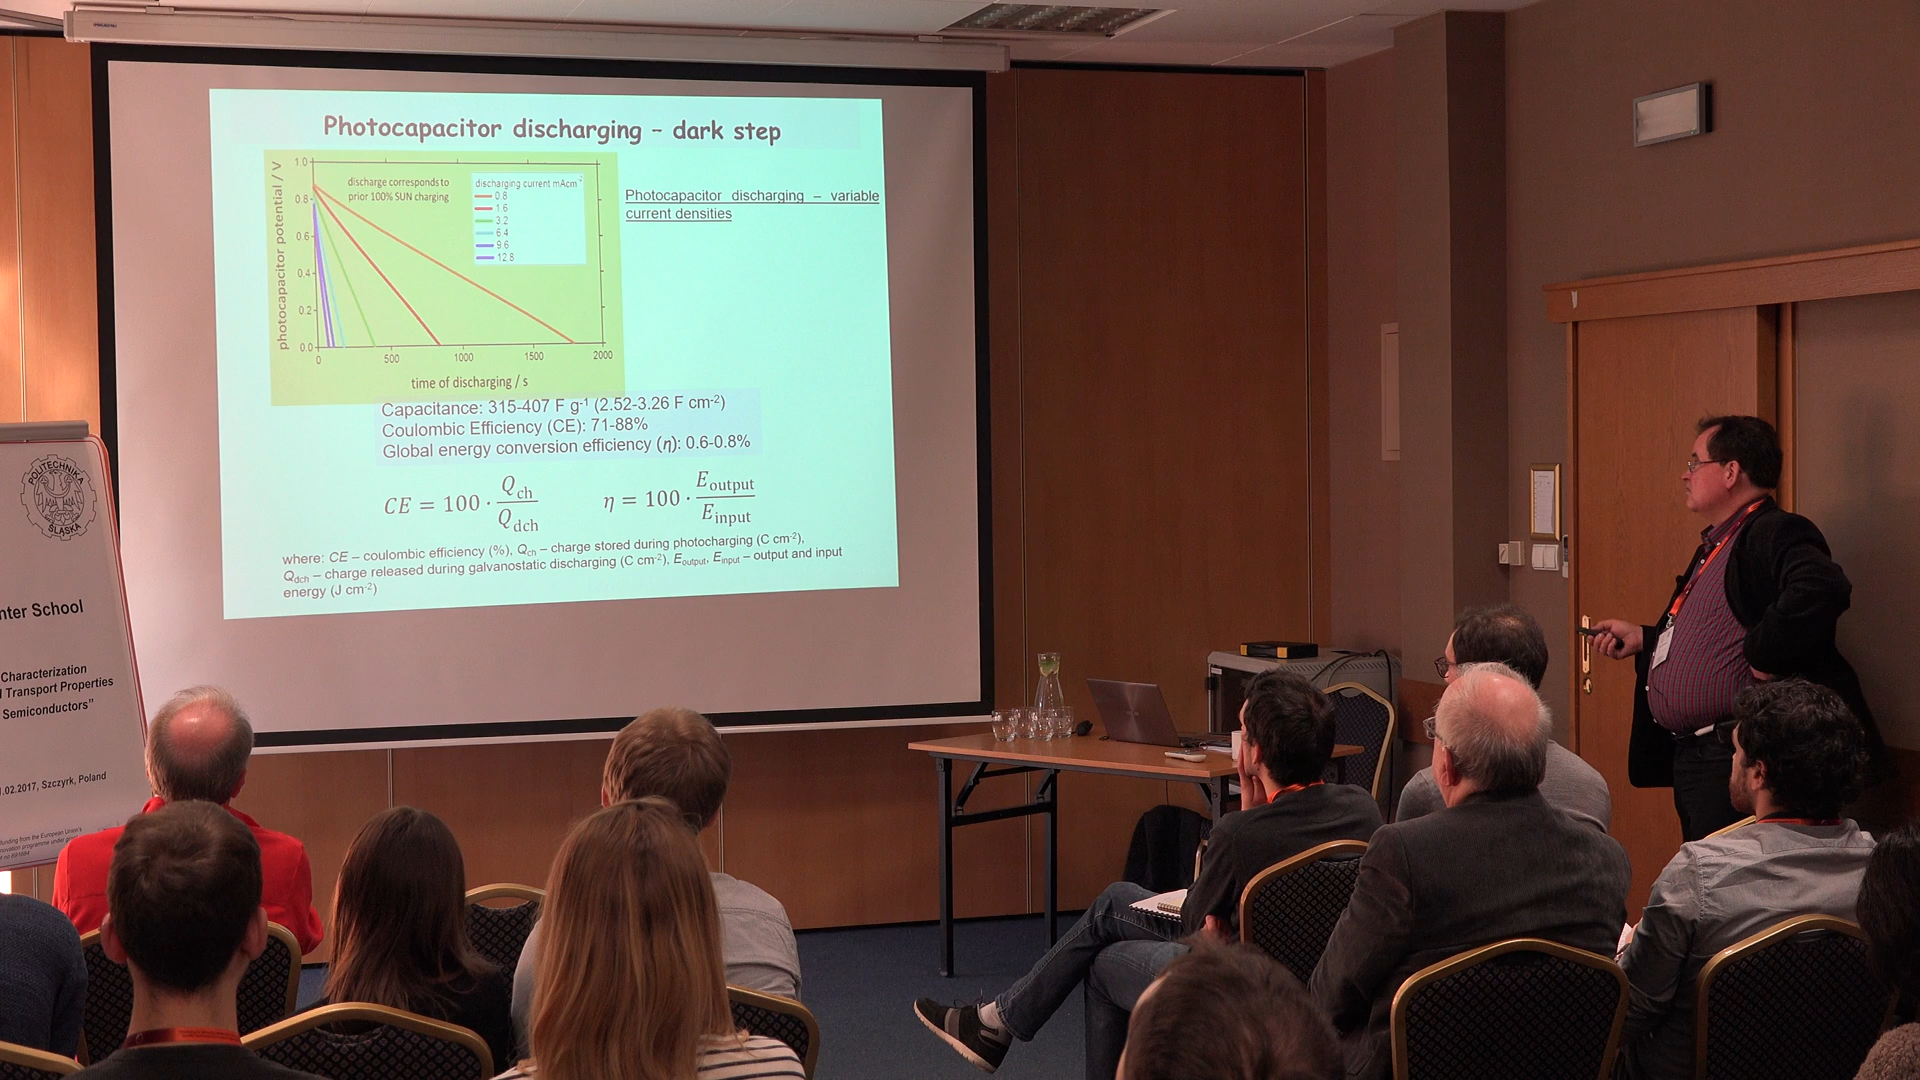 Photocapacitor discharging - dark step
photocapacitor potential / V
1.0
0.8
0.6
0.4
0.2
0.0
discharge corresponds to
prior 100% SUN charging
discharging current mAcm-2
0.8
1.6
3.2
6.4
9.6
12.8
0
500
1000
1500
2000
time of discharging / s
Photocapacitor discharging – variable
current densities
Capacitance: 315-407 F g-1 (2.52-3.26 F cm-2)
Coulombic Efficiency (CE): 71-88%
Global energy conversion efficiency (η): 0.6-0.8%
CE = 100 · Qch / Qdch
η = 100 · Eoutput / Einput
where: CE – coulombic efficiency (%), Qch – charge stored during photocharging (C cm-2),
Qdch – charge released during galvanostatic discharging (C cm-2), Eoutput, Einput – output and input
energy (J cm-2)
POLITECHNIKA
ŚLĄSKA
nter School
Characterization
Transport Properties
Semiconductors”
.02.2017, Szczyrk, Poland
funding from the European Union's